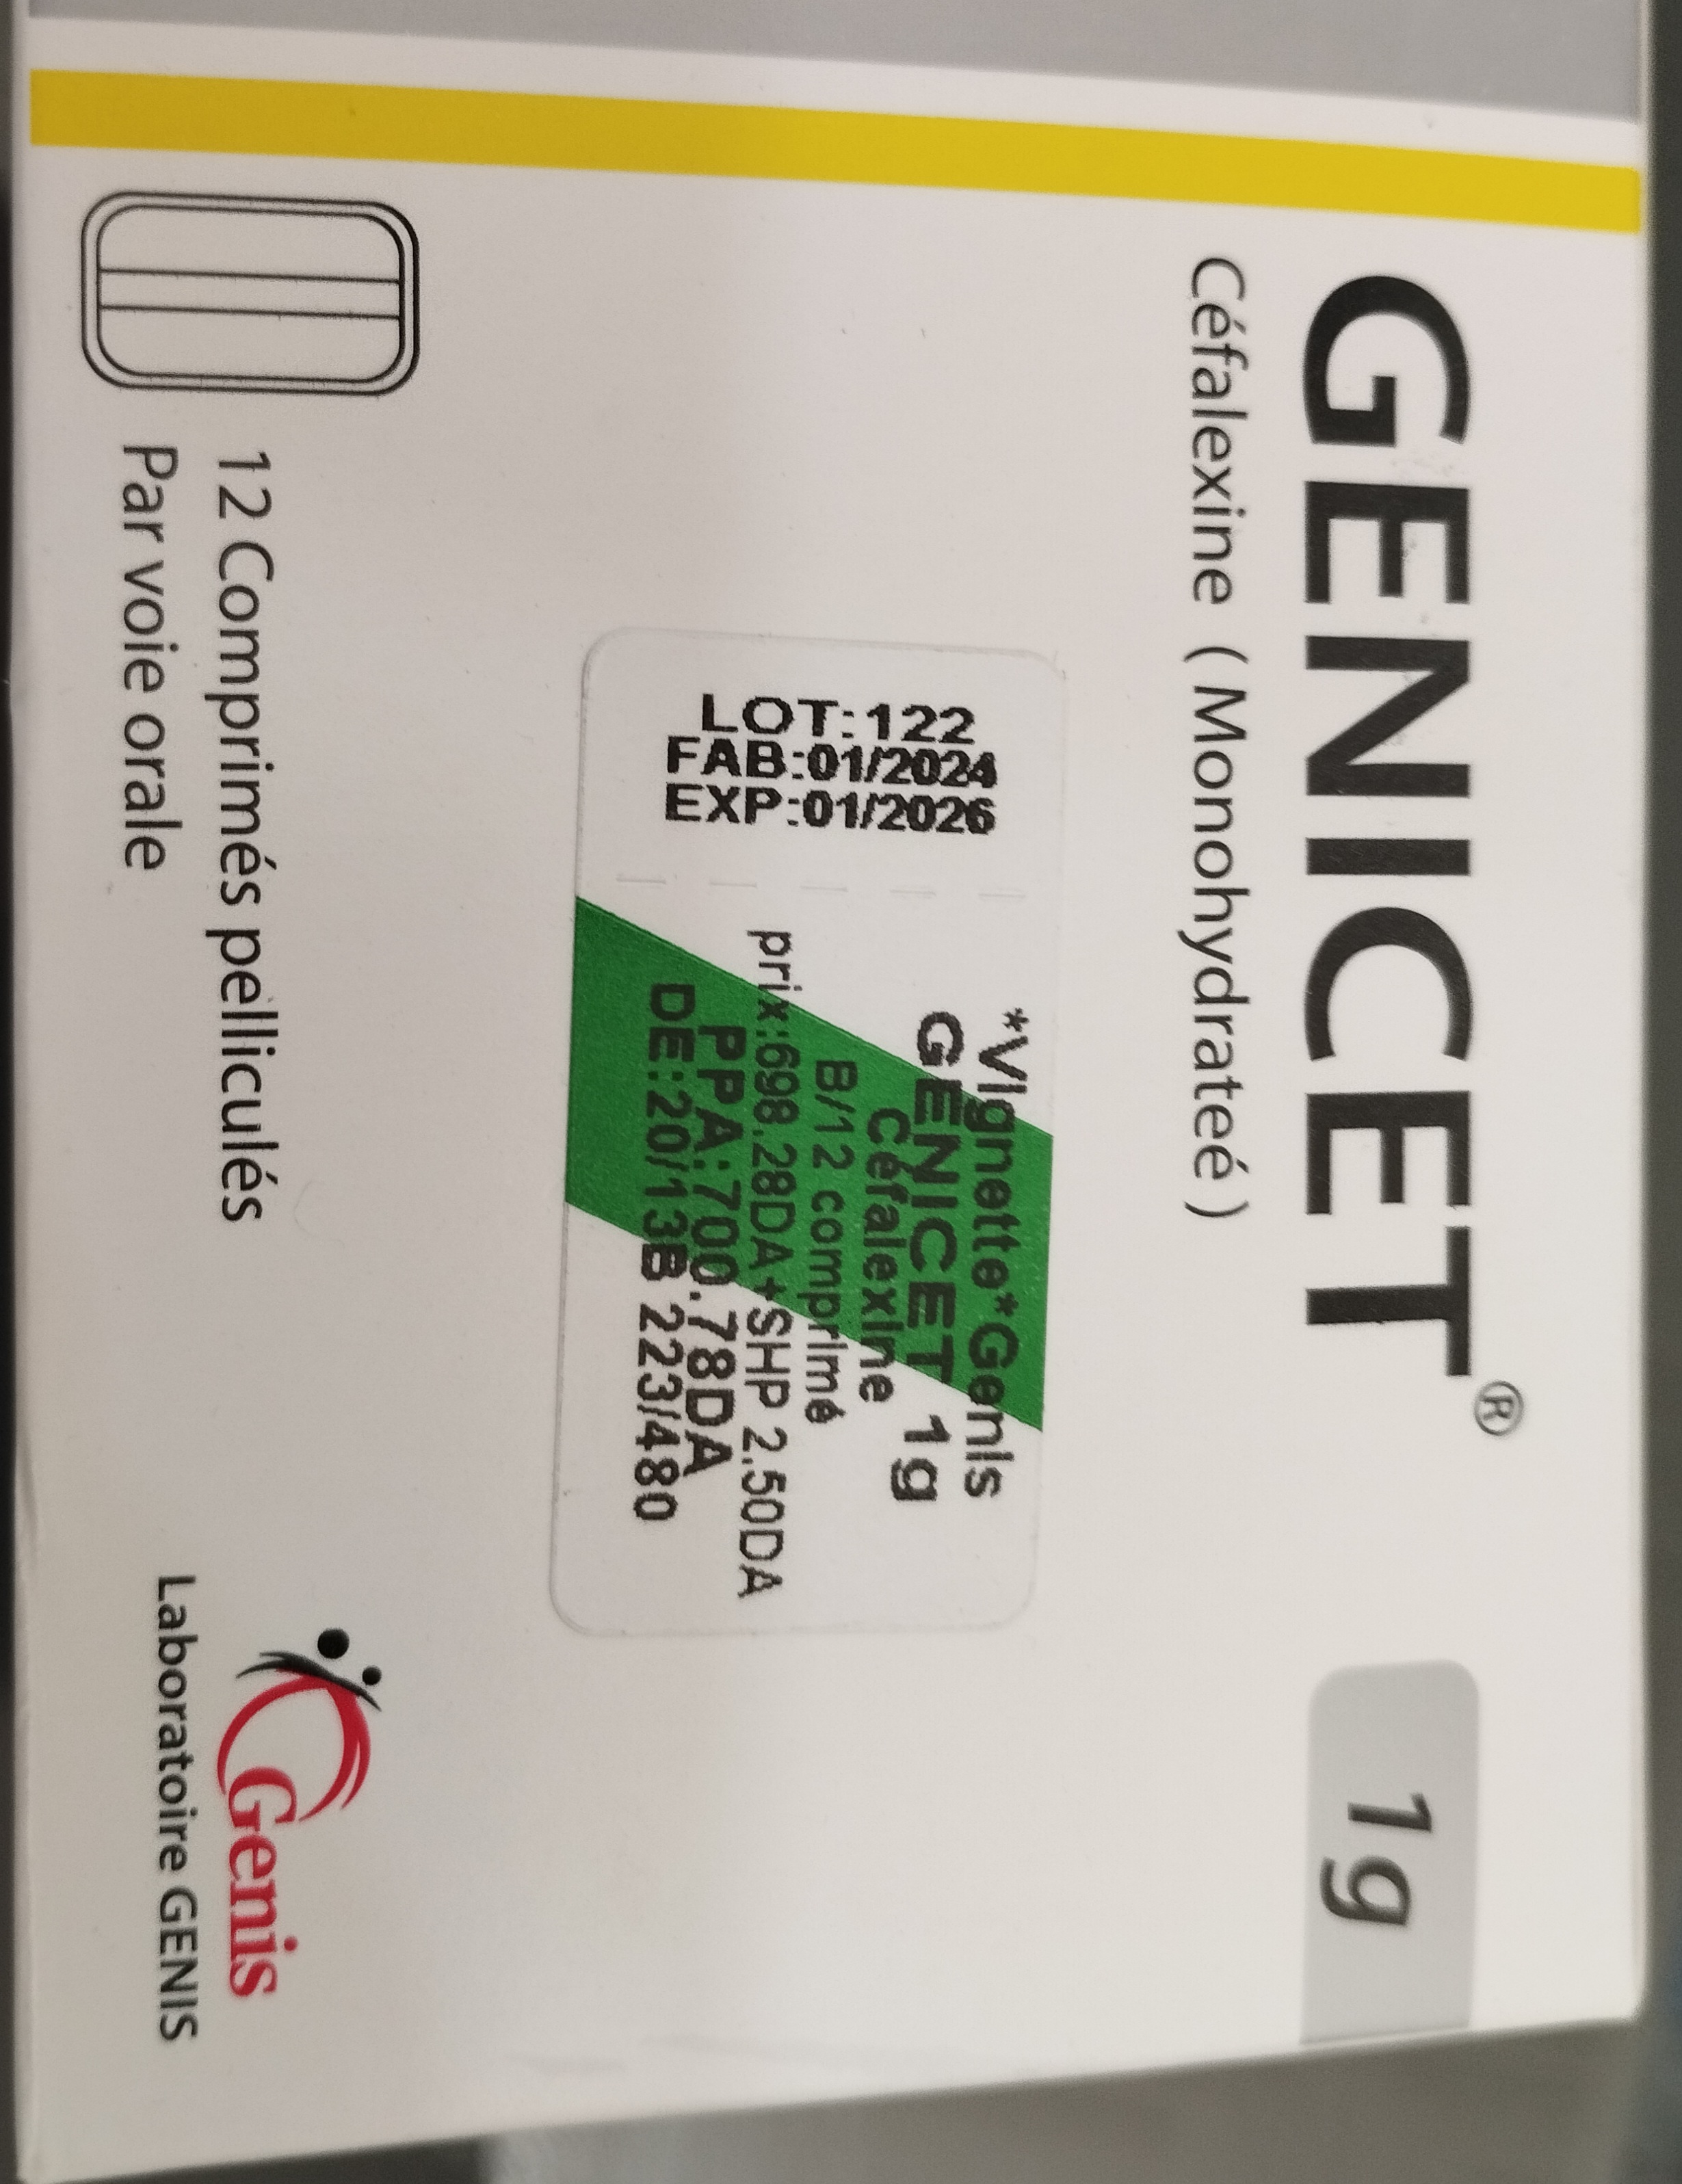 GENICET®
1g
Céfalexine ( Monohydrateé )
LOT:122
FAB:01/2024
EXP:01/2026
*Vignette*Genis
GENICET 1g
Céfalexine
B/12 comprimé
prix:698.28DA+SHP 2.50DA
PPA:700.78DA
DE:20/13B 223/480
12 Comprimés pelliculés
Par voie orale
Genis
Laboratoire GENIS